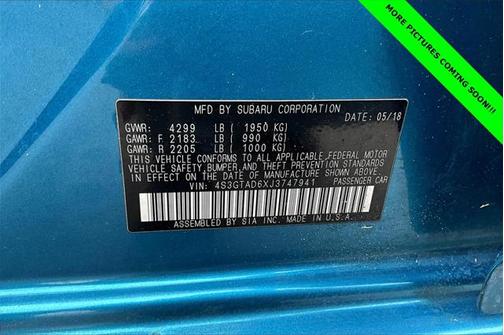 MORE PICTURES COMING SOON!!!
MFD BY SUBARU CORPORATION
GVWR: 4299 LB ( 1950 KG) DATE: 05/18
GAWR: F 2183 LB ( 990 KG)
GAWR: R 2205 LB ( 1000 KG)
THIS VEHICLE CONFORMS TO ALL APPLICABLE,FEDERAL MOTOR
VEHICLE SAFETY, BUMPER, AND THEFT PREVENTION STANDARDS
IN EFFECT ON THE DATE OF MANUFACTURE SHOWN ABOVE.
4S3GTAD6XJ3747941 PASSENGER CAR
ASSEMBLED BY SIA INC. MADE IN U.S.A.